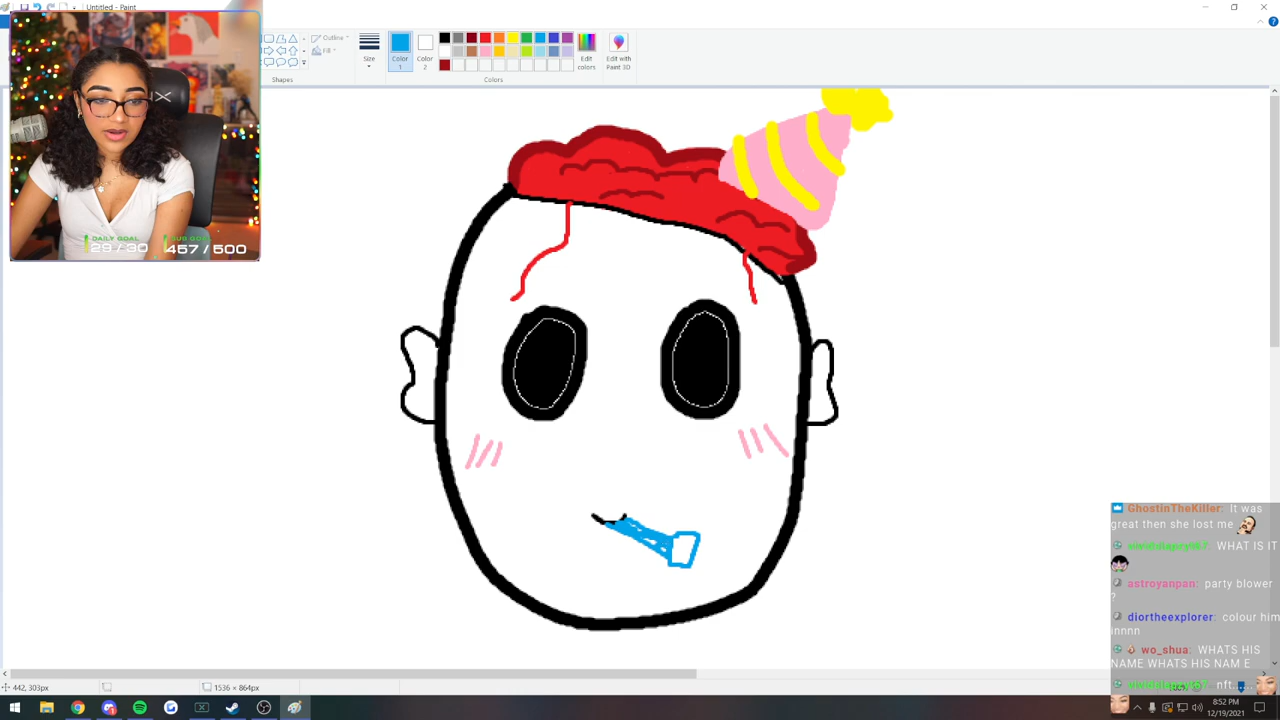 Untitled - Paint
Outline
Fill
Shapes
Size
Color 1
Color 2
Edit colors
Edit with Paint 3D
Colors
DAILY GOAL
28 / 30
SUB GOAL
457 / 500
GhostinTheKiller: It was
great then she lost me
WHAT IS IT
astroyanpan: party blower
?
diortheexplorer: colour him
innnn
wo_shua: WHATS HIS
NAME WHATS HIS NAM E
nft......
442, 303px
1536 × 864px
100%
8:52 PM
12/19/2021